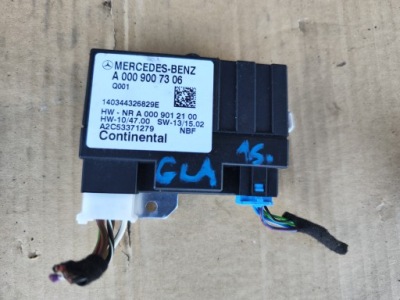 MERCEDES-BENZ
A 000 900 73 06
Q001
140344326829E
HW - NR A 000 901 21 00
HW-10/47.00 SW-13/15.02
A2C53371279 NBF
Continental
GLA 15.